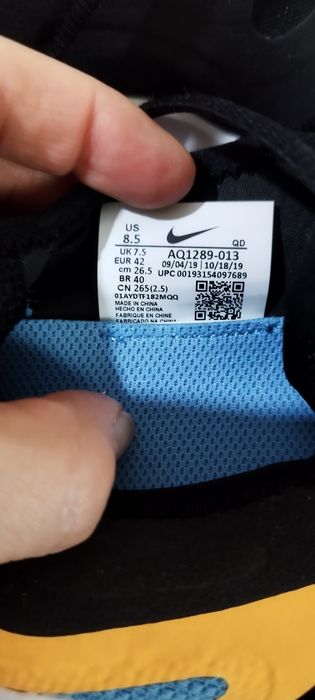 US
8.5
QD
UK 7.5
EUR 42
cm 26.5
BR 40
CN 265(2.5)
AQ1289-013
09/04/19 | 10/18/19
UPC 00193154097689
01AYDTF182MQQ
MADE IN CHINA
HECHO EN CHINA
FABRIQUE EN CHINE
FABRICADO NA CHINA